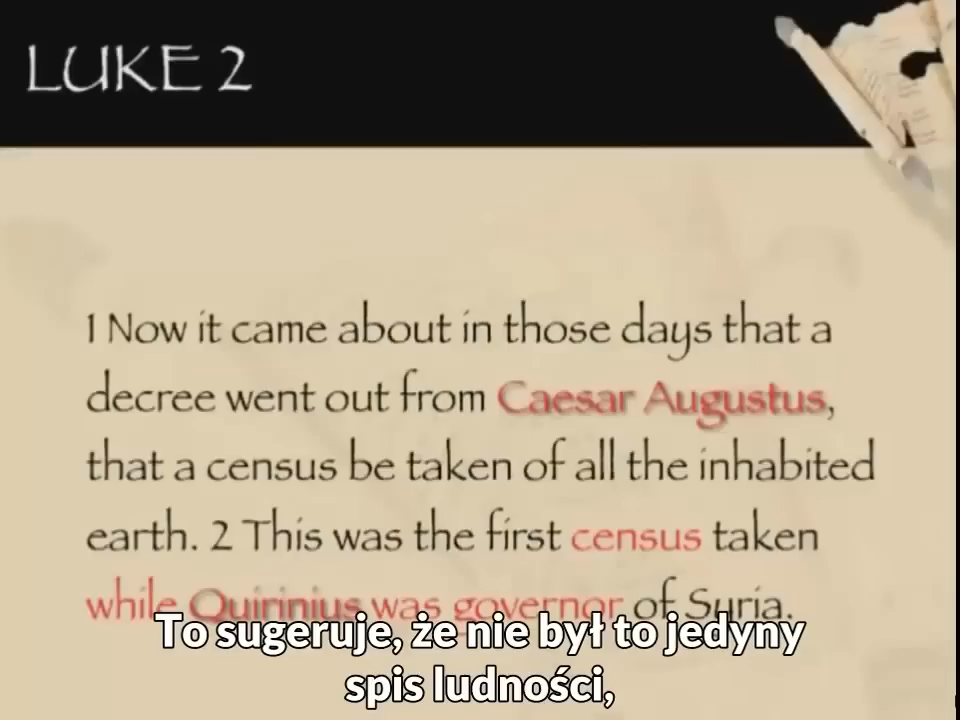 LUKE 2
1 Now it came about in those days that a
decree went out from Caesar Augustus,
that a census be taken of all the inhabited
earth. 2 This was the first census taken
while Quirinius was governor of Syria.
To sugeruje, że nie był to jedyny
spis ludności,